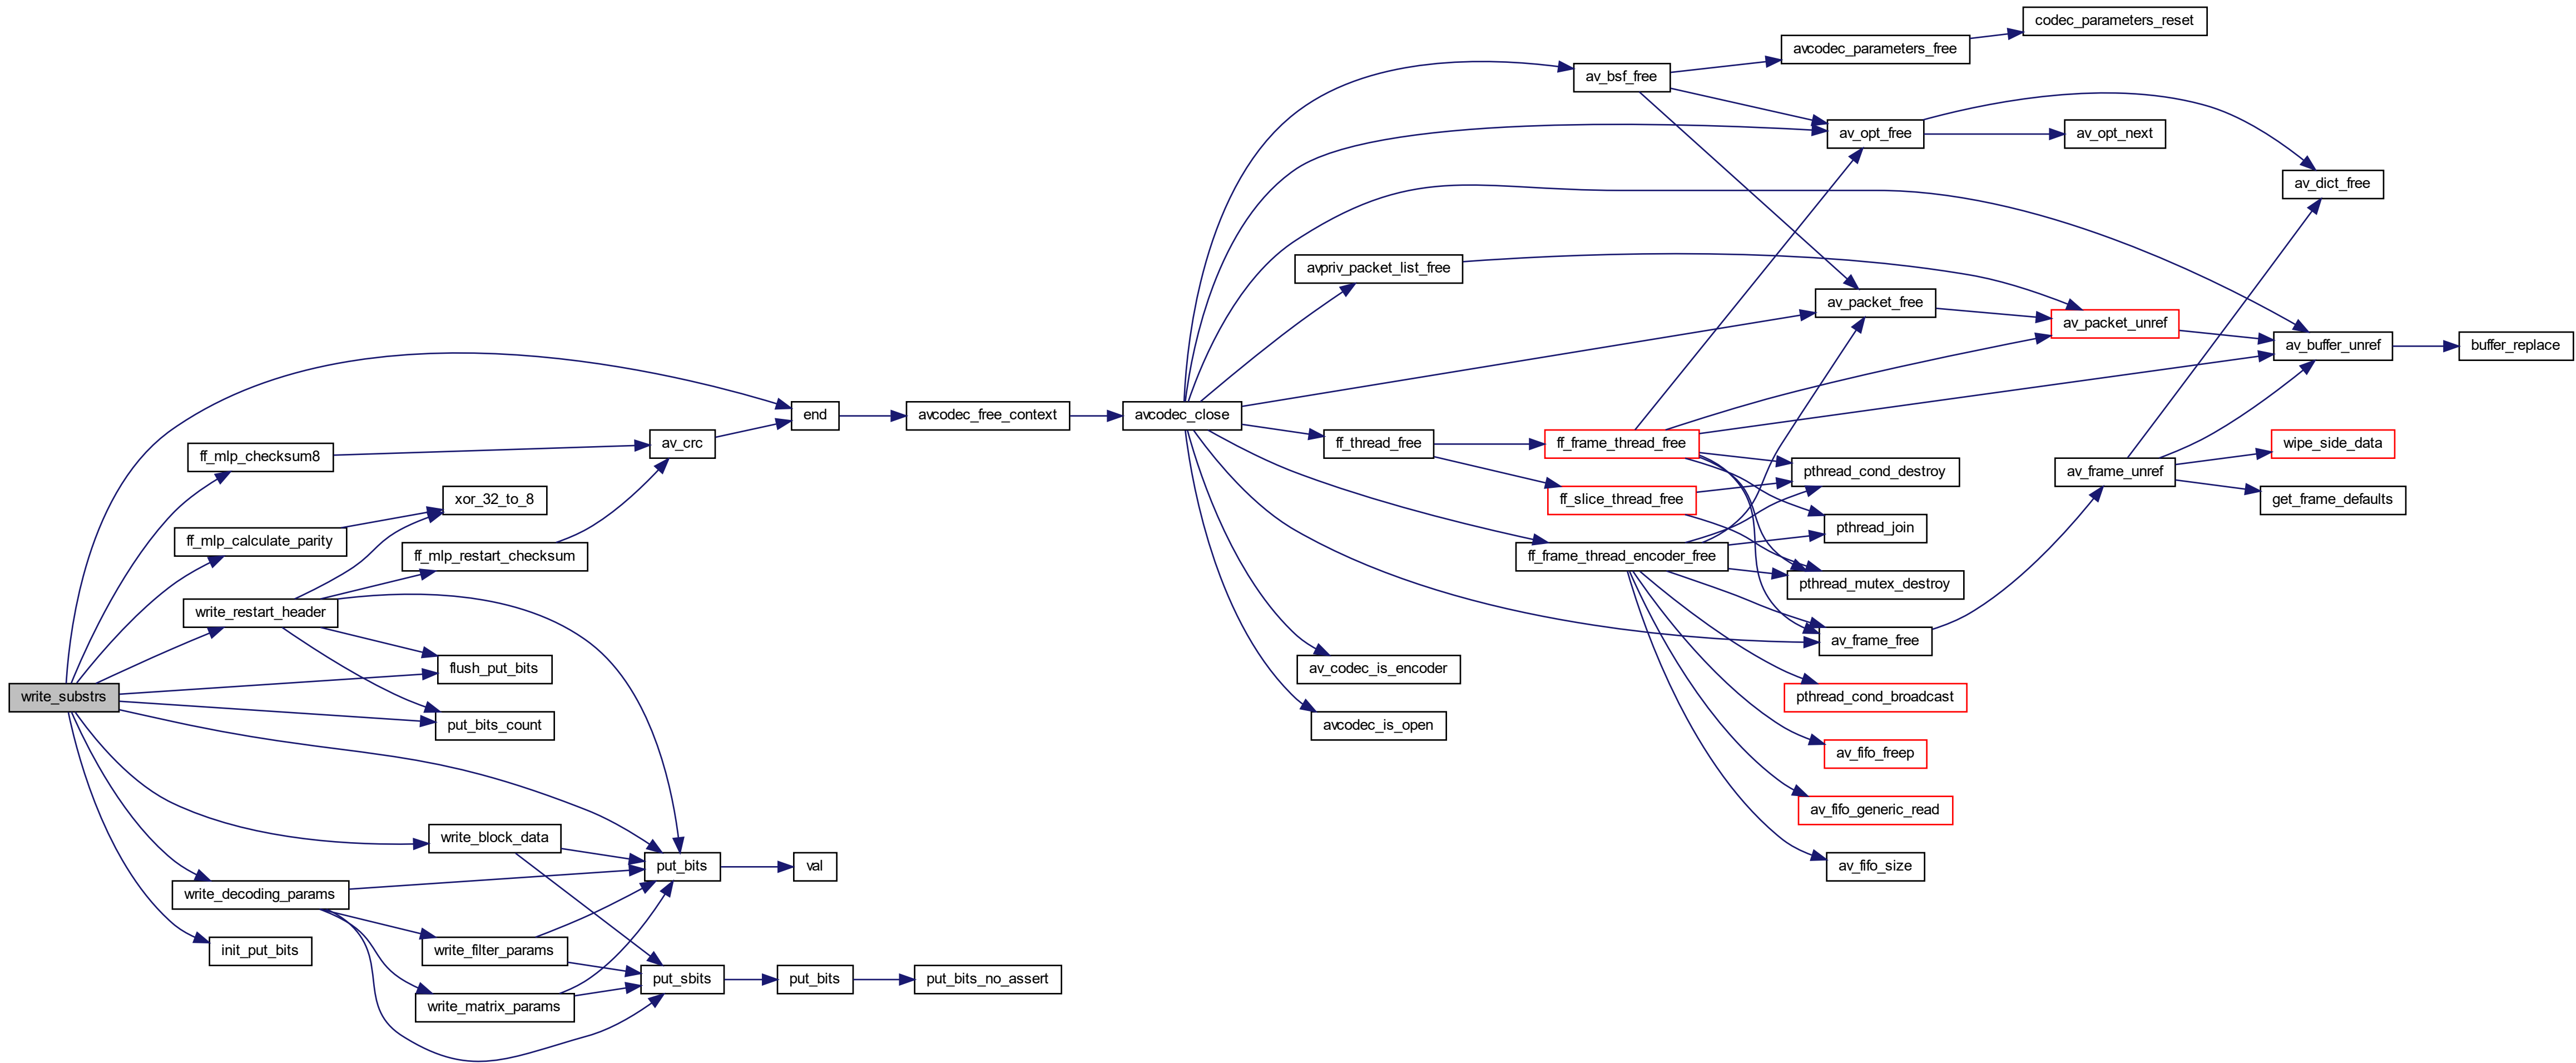 write_substrs
ff_mlp_checksum8
ff_mlp_calculate_parity
write_restart_header
write_decoding_params
init_put_bits
xor_32_to_8
ff_mlp_restart_checksum
flush_put_bits
put_bits_count
write_block_data
write_filter_params
write_matrix_params
av_crc
put_bits
put_sbits
end
val
put_bits
avcodec_free_context
put_bits_no_assert
avcodec_close
avpriv_packet_list_free
ff_thread_free
av_codec_is_encoder
avcodec_is_open
av_bsf_free
ff_frame_thread_free
ff_slice_thread_free
ff_frame_thread_encoder_free
avcodec_parameters_free
av_opt_free
av_packet_free
pthread_cond_destroy
pthread_join
pthread_mutex_destroy
av_frame_free
pthread_cond_broadcast
av_fifo_freep
av_fifo_generic_read
av_fifo_size
codec_parameters_reset
av_opt_next
av_packet_unref
av_frame_unref
av_dict_free
av_buffer_unref
wipe_side_data
get_frame_defaults
buffer_replace